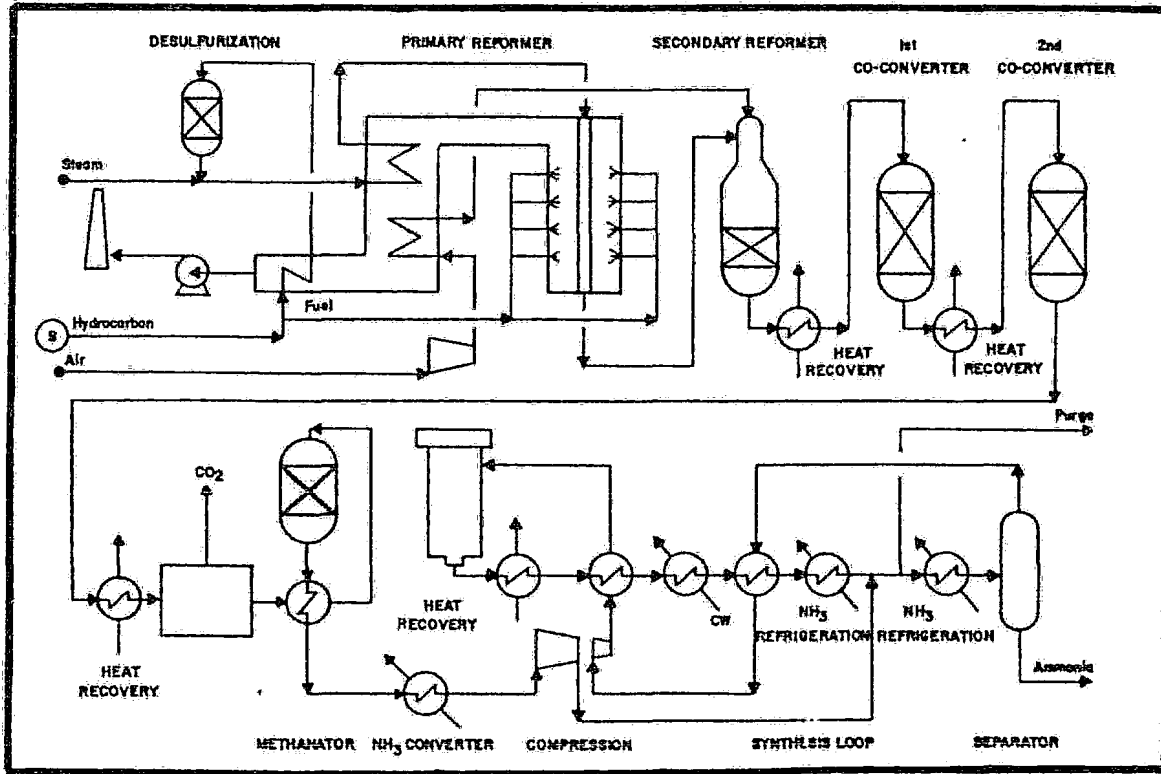 DESULFURIZATION
PRIMARY REFORMER
SECONDARY REFORMER
1st
CO-CONVERTER
2nd
CO-CONVERTER
Steam
Fuel
S
Hydrocarbon
Air
HEAT
RECOVERY
HEAT
RECOVERY
Purge
CO2
HEAT
RECOVERY
HEAT
RECOVERY
CW
NH3
REFRIGERATION
NH3
REFRIGERATION
Ammonia
METHANATOR
NH3 CONVERTER
COMPRESSION
SYNTHESIS LOOP
SEPARATOR